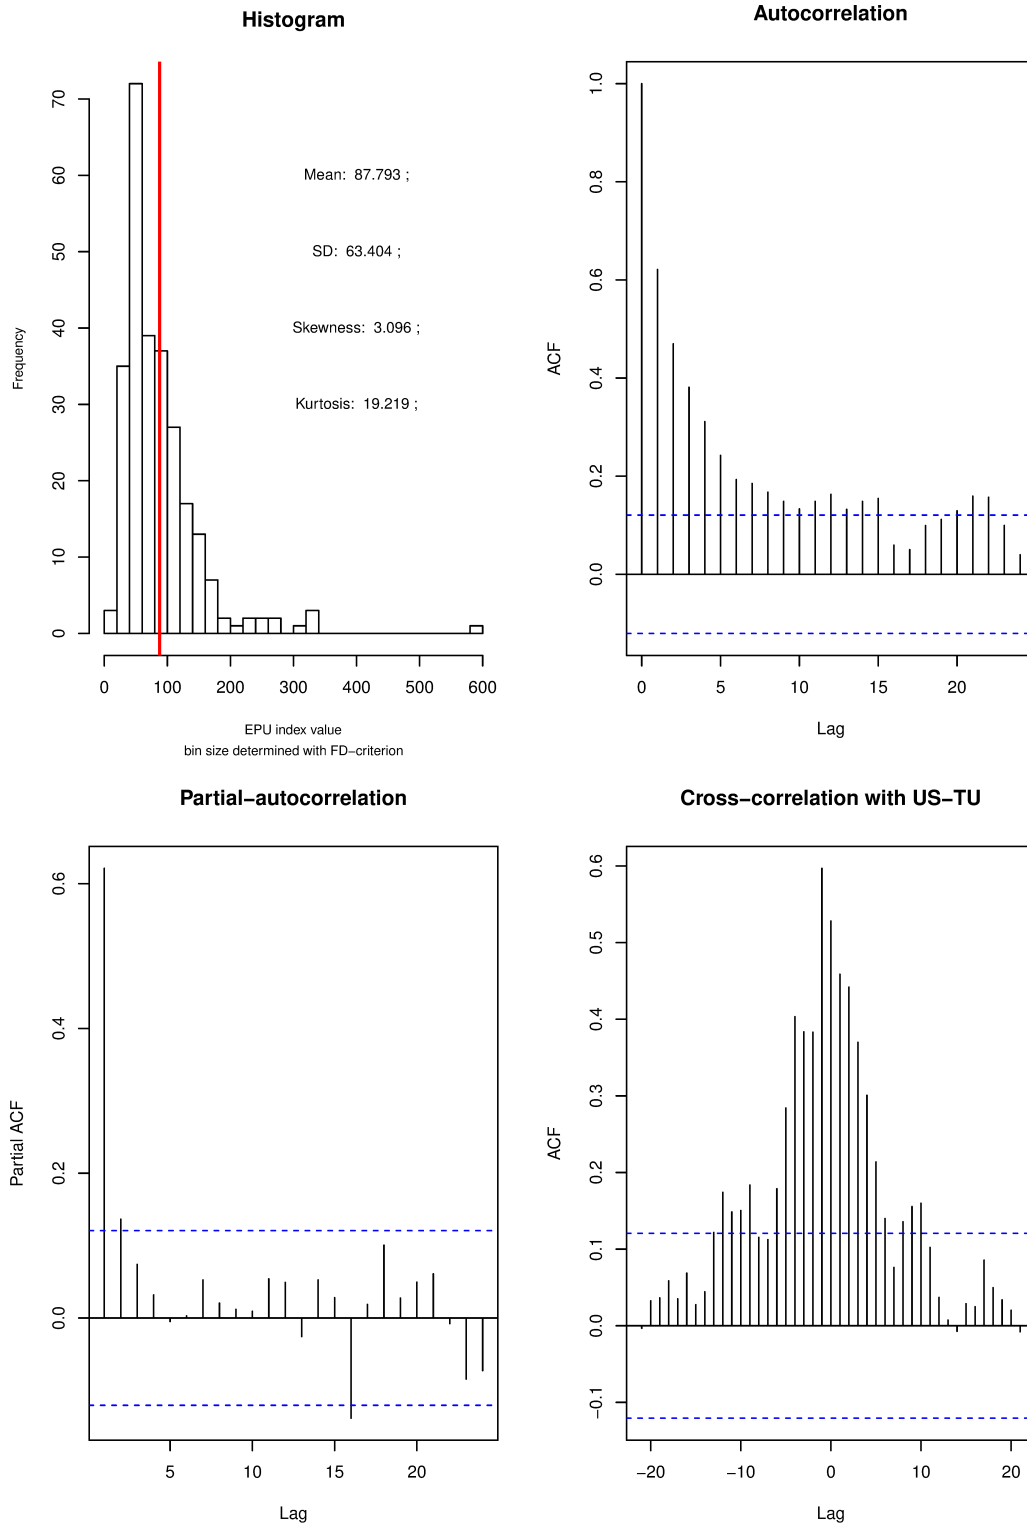 Histogram
Frequency
0
10
20
30
40
50
60
70
Mean: 87.793 ;
SD: 63.404 ;
Skewness: 3.096 ;
Kurtosis: 19.219 ;
0 100 200 300 400 500 600
EPU index value
bin size determined with FD−criterion
Autocorrelation
ACF
0.0
0.2
0.4
0.6
0.8
1.0
0 5 10 15 20
Lag
Partial−autocorrelation
Partial ACF
0.0
0.2
0.4
0.6
5 10 15 20
Lag
Cross−correlation with US−TU
ACF
−0.1
0.0
0.1
0.2
0.3
0.4
0.5
0.6
−20 −10 0 10 20
Lag